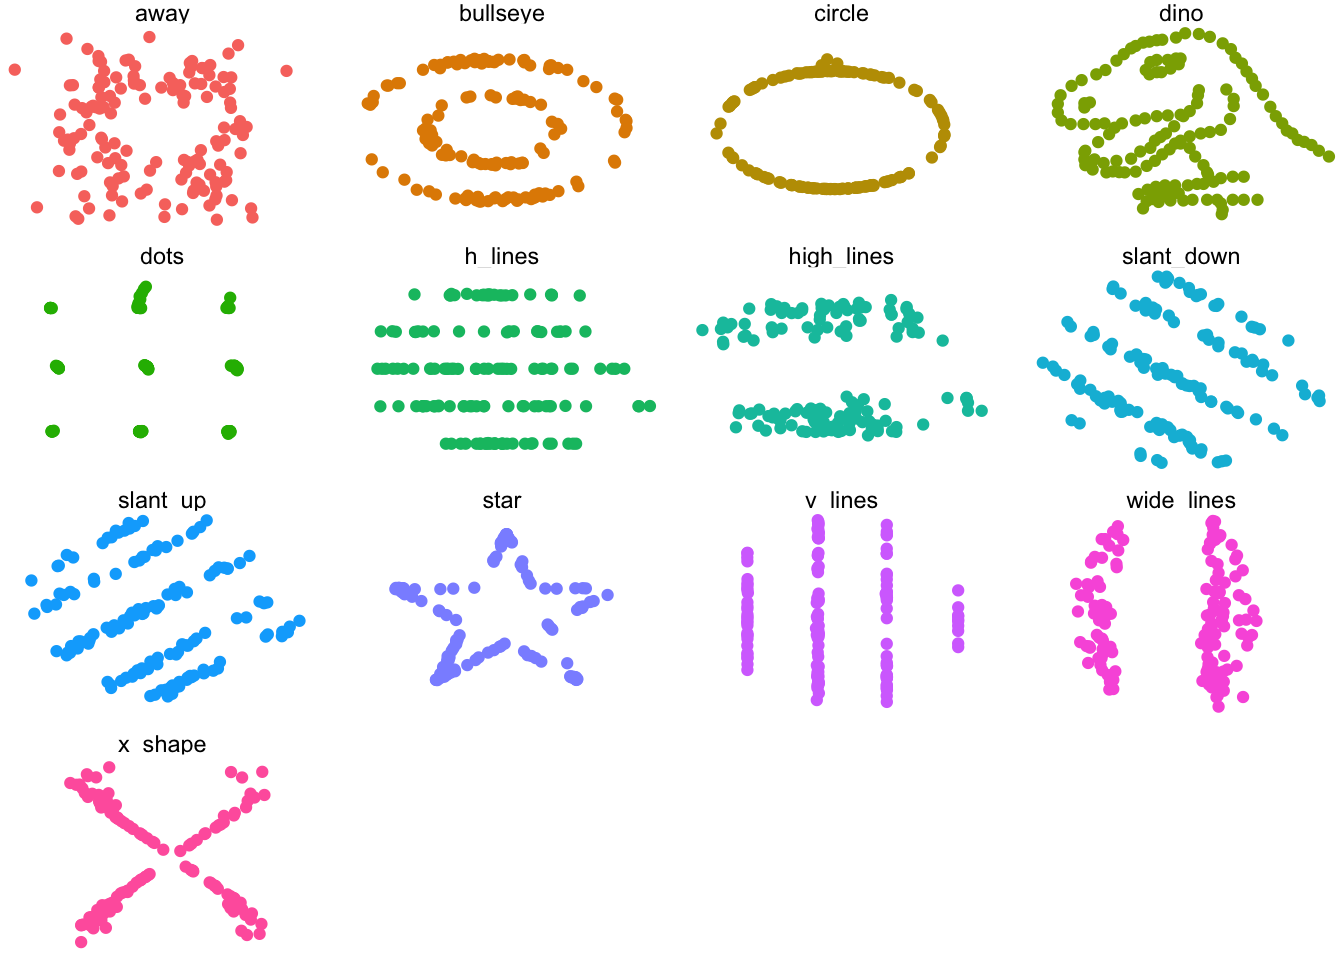 away
bullseye
circle
dino
dots
h_lines
high_lines
slant_down
slant_up
star
v_lines
wide_lines
x_shape